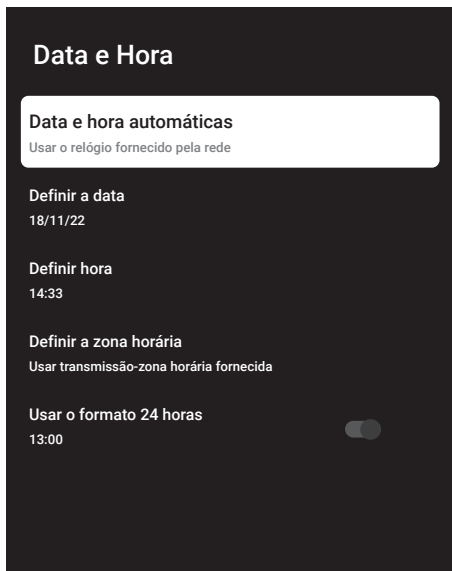 Data e Hora
Data e hora automáticas
Usar o relógio fornecido pela rede
Definir a data
18/11/22
Definir hora
14:33
Definir a zona horária
Usar transmissão-zona horária fornecida
Usar o formato 24 horas
13:00